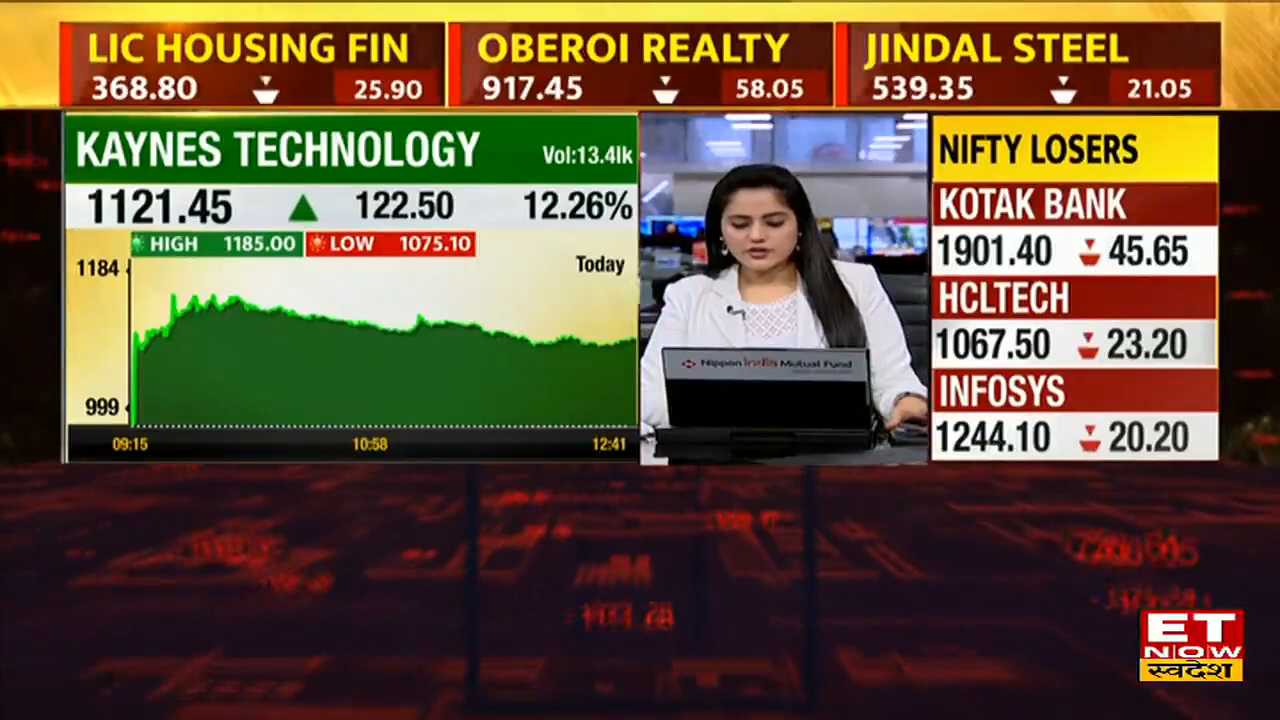 LIC HOUSING FIN
368.80 25.90
OBEROI REALTY
917.45 58.05
JINDAL STEEL
539.35 21.05
KAYNES TECHNOLOGY Vol:13.4lk
1121.45 122.50 12.26%
HIGH 1185.00 LOW 1075.10
Today
1184
999
09:15 10:58 12:41
Nippon india Mutual Fund
NIFTY LOSERS
KOTAK BANK
1901.40 45.65
HCLTECH
1067.50 23.20
INFOSYS
1244.10 20.20
ET
NOW
स्वदेश